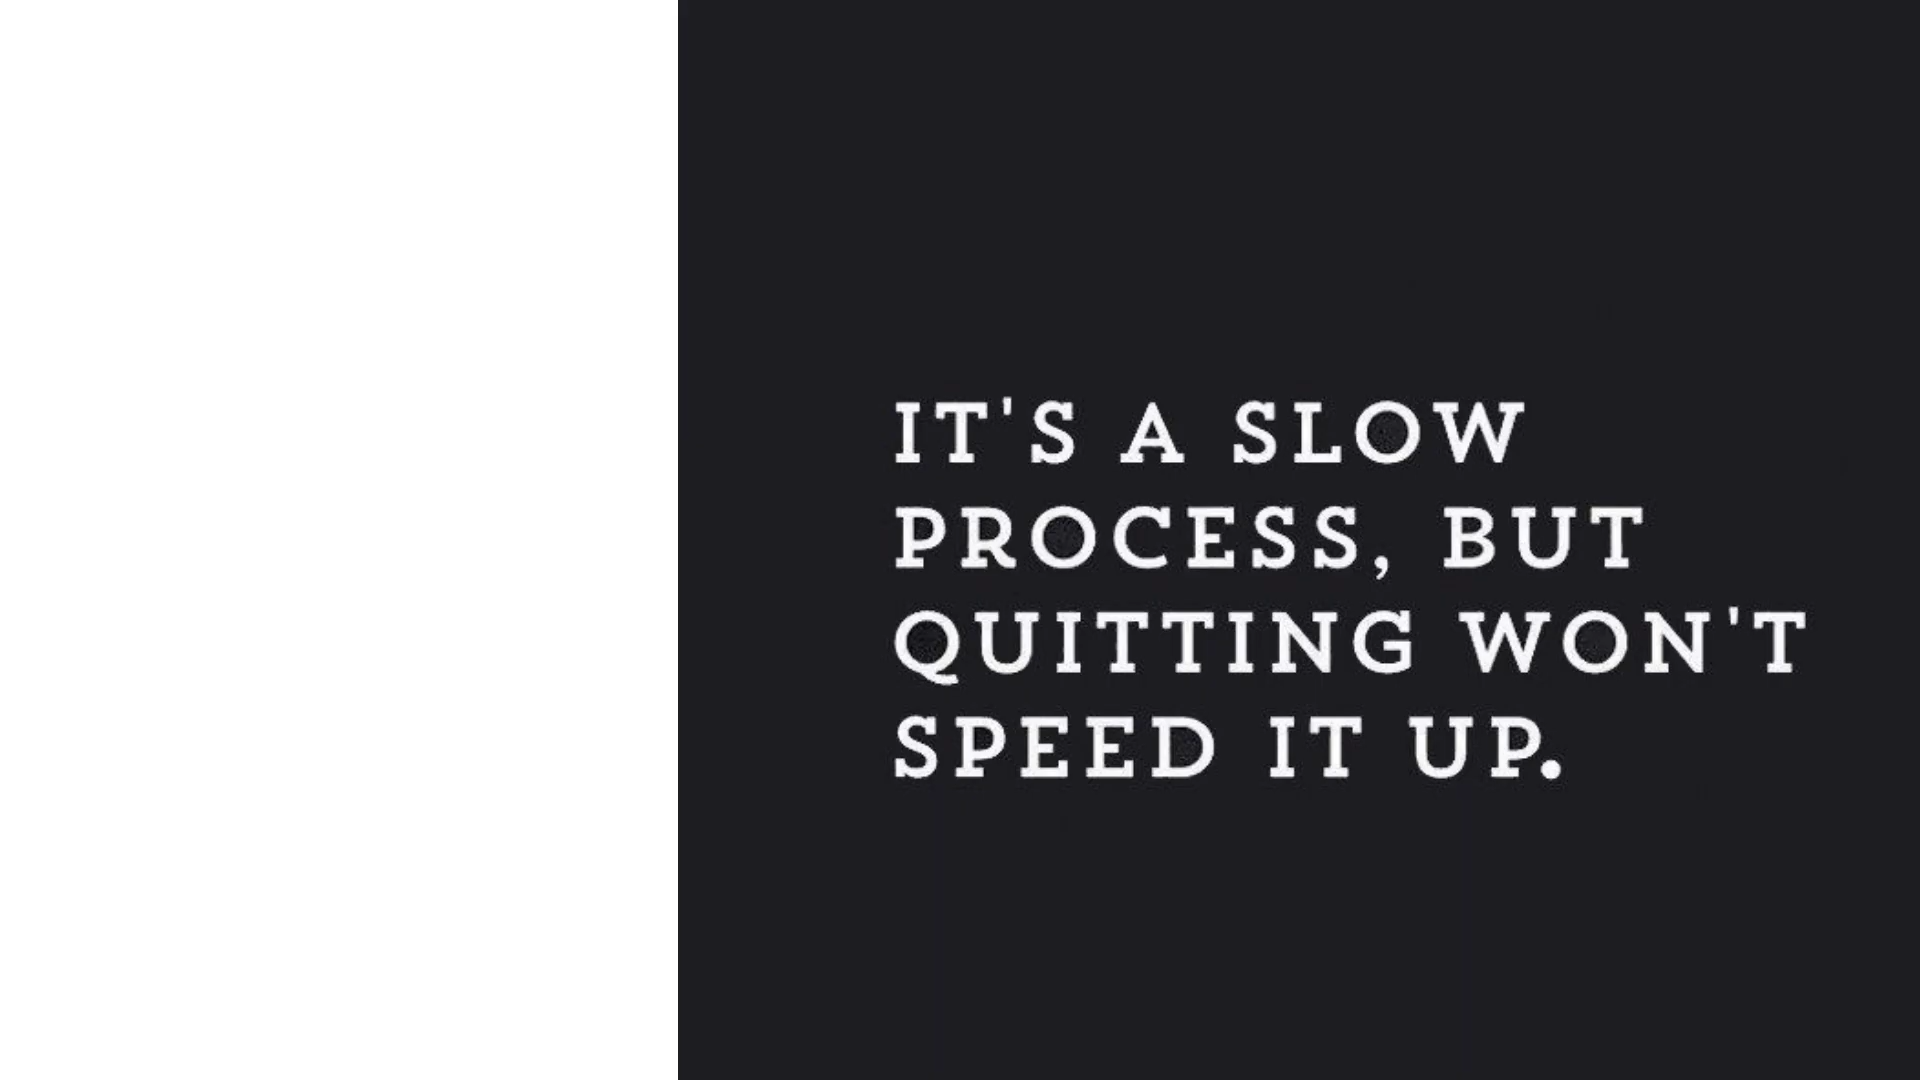 IT'S A SLOW
PROCESS, BUT
QUITTING WON'T
SPEED IT UP.